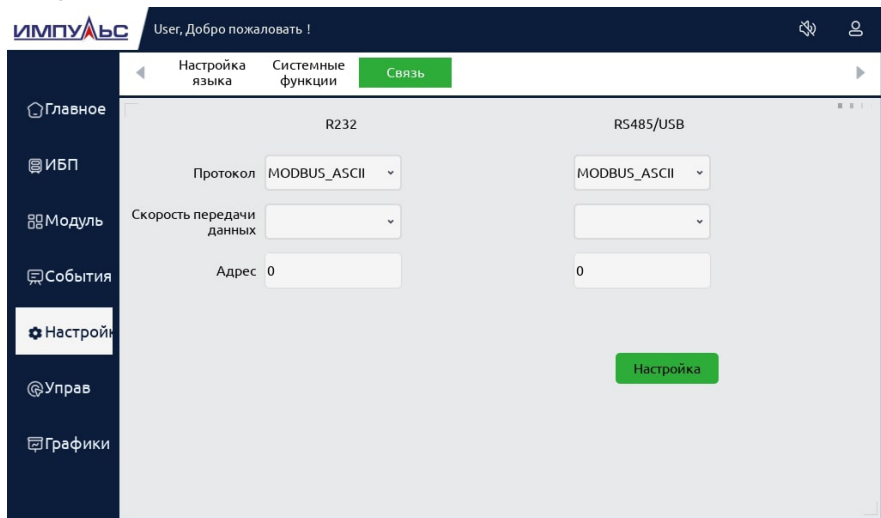 ИМПУЛЬС
User, Добро пожаловать !
Настройка
языка
Системные
функции
Связь
Главное
ИБП
Модуль
События
Настройк
Управ
Графики
R232
RS485/USB
Протокол
MODBUS_ASCII
MODBUS_ASCII
Скорость передачи
данных
Адрес
0
0
Настройка